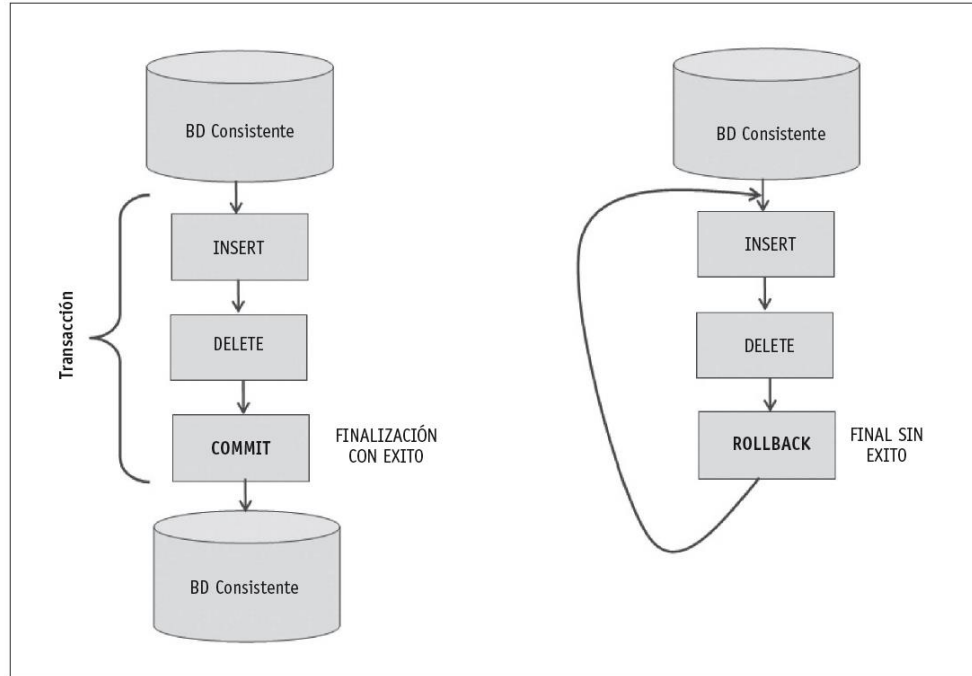 BD Consistente
INSERT
DELETE
COMMIT
FINALIZACIÓN
CON EXITO
BD Consistente
Transacción
BD Consistente
INSERT
DELETE
ROLLBACK
FINAL SIN
EXITO